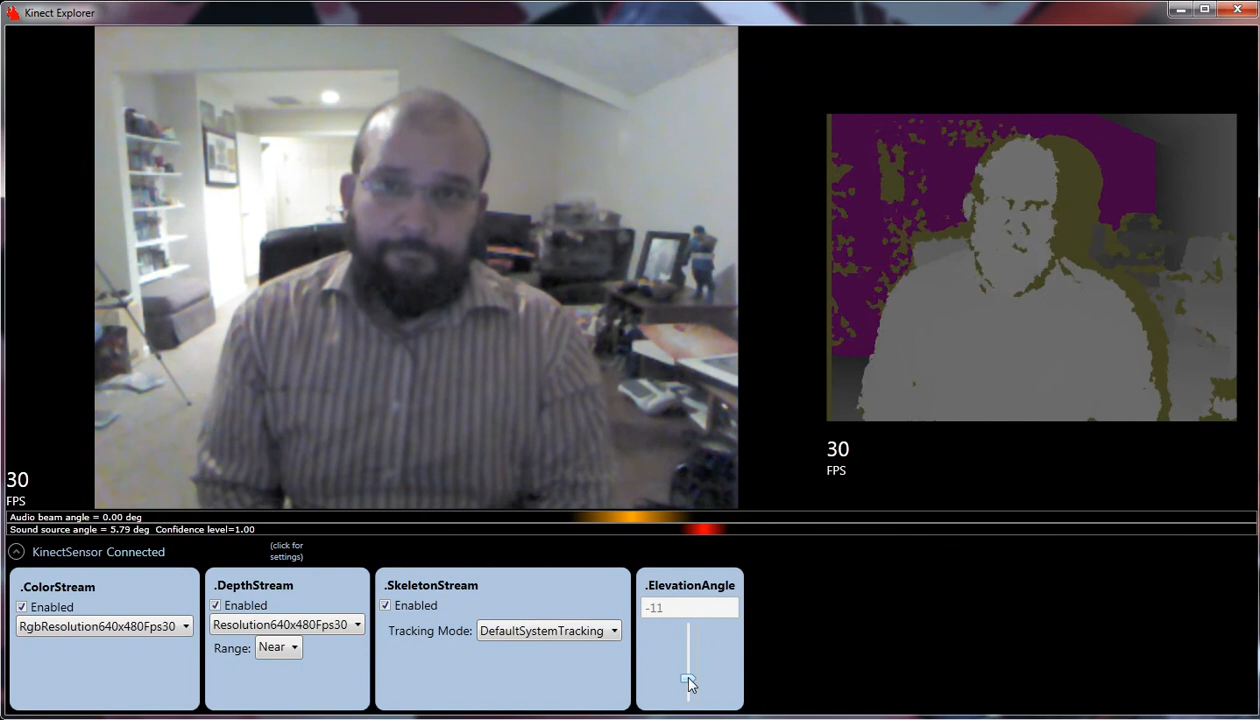 Kinect Explorer
30
FPS
30
FPS
Audio beam angle = 0.00 deg
Sound source angle = 5.79 deg Confidence level=1.00
KinectSensor Connected
(click for
settings)
.ColorStream
Enabled
RgbResolution640x480Fps30
.DepthStream
Enabled
Resolution640x480Fps30
Range: Near
.SkeletonStream
Enabled
Tracking Mode: DefaultSystemTracking
.ElevationAngle
-11